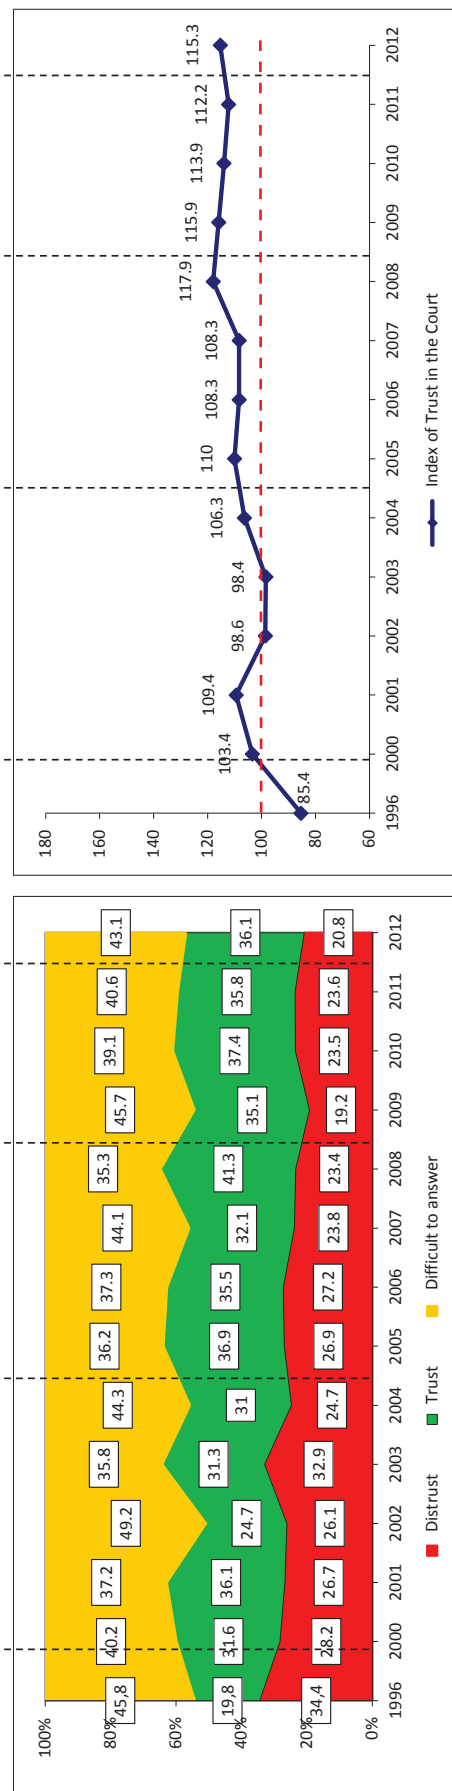 100%
80%
60%
40%
20%
0%
45,8 40.2 37.2 49.2 35.8 44.3 36.2 37.3 44.1 35.3 45.7 39.1 40.6 43.1
19,8 31.6 36.1 24.7 31.3 31 36.9 35.5 32.1 41.3 35.1 37.4 35.8 36.1
34,4 28.2 26.7 26.1 32.9 24.7 26.9 27.2 23.8 23.4 19.2 23.5 23.6 20.8
1996 2000 2001 2002 2003 2004 2005 2006 2007 2008 2009 2010 2011 2012
Distrust Trust Difficult to answer
180
160
140
120
100
80
60
85.4 103.4 109.4 98.6 98.4 106.3 110 108.3 108.3 117.9 115.9 113.9 112.2 115.3
1996 2000 2001 2002 2003 2004 2005 2006 2007 2008 2009 2010 2011 2012
Index of Trust in the Court